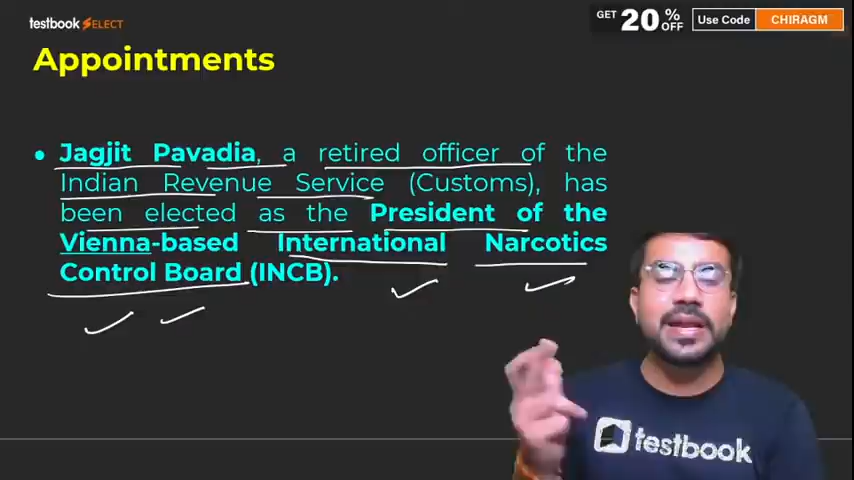 testbook SELECT
GET 20 % OFF Use Code CHIRAGM
Appointments
• Jagjit Pavadia, a retired officer of the
Indian Revenue Service (Customs), has
been elected as the President of the
Vienna-based International Narcotics
Control Board (INCB).
testbook